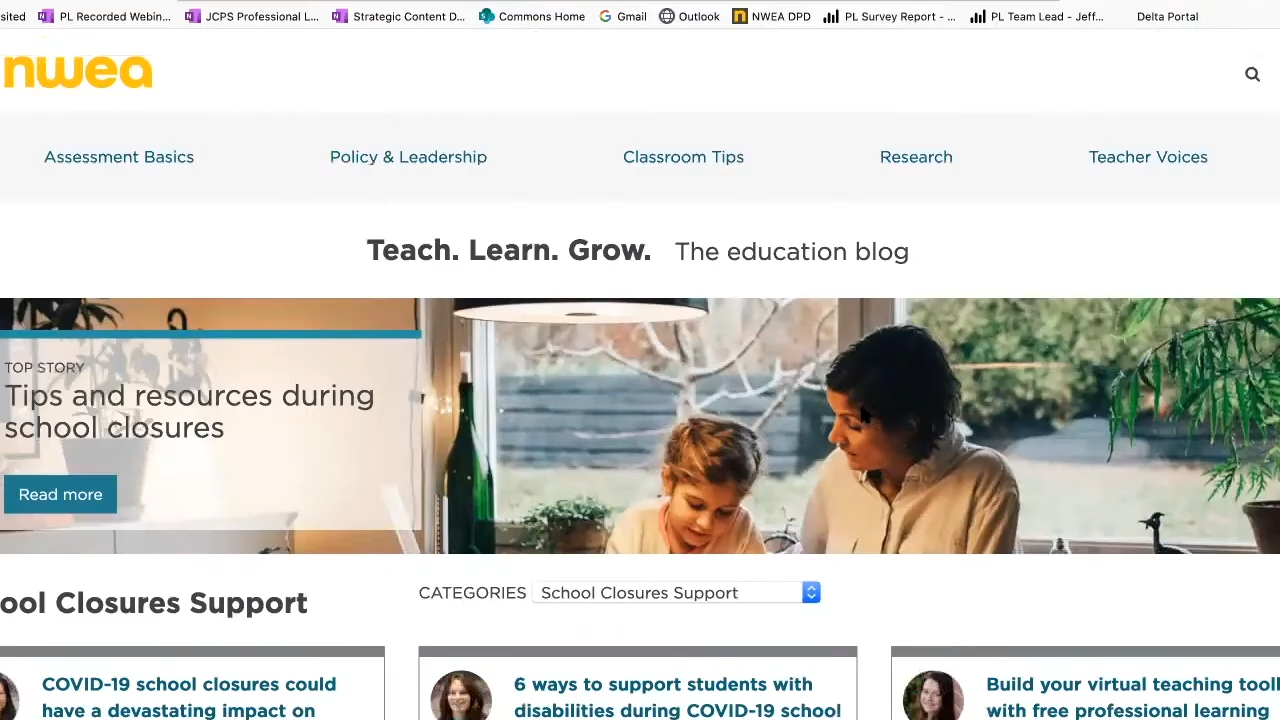 sited PL Recorded Webin... JCPS Professional L... Strategic Content D... Commons Home Gmail Outlook NWEA DPD PL Survey Report - ... PL Team Lead - Jeff... Delta Portal
nwea
Assessment Basics Policy & Leadership Classroom Tips Research Teacher Voices
Teach. Learn. Grow. The education blog
TOP STORY
Tips and resources during
school closures
Read more
ool Closures Support
CATEGORIES School Closures Support
COVID-19 school closures could
have a devastating impact on
6 ways to support students with
disabilities during COVID-19 school
Build your virtual teaching toolk
with free professional learning